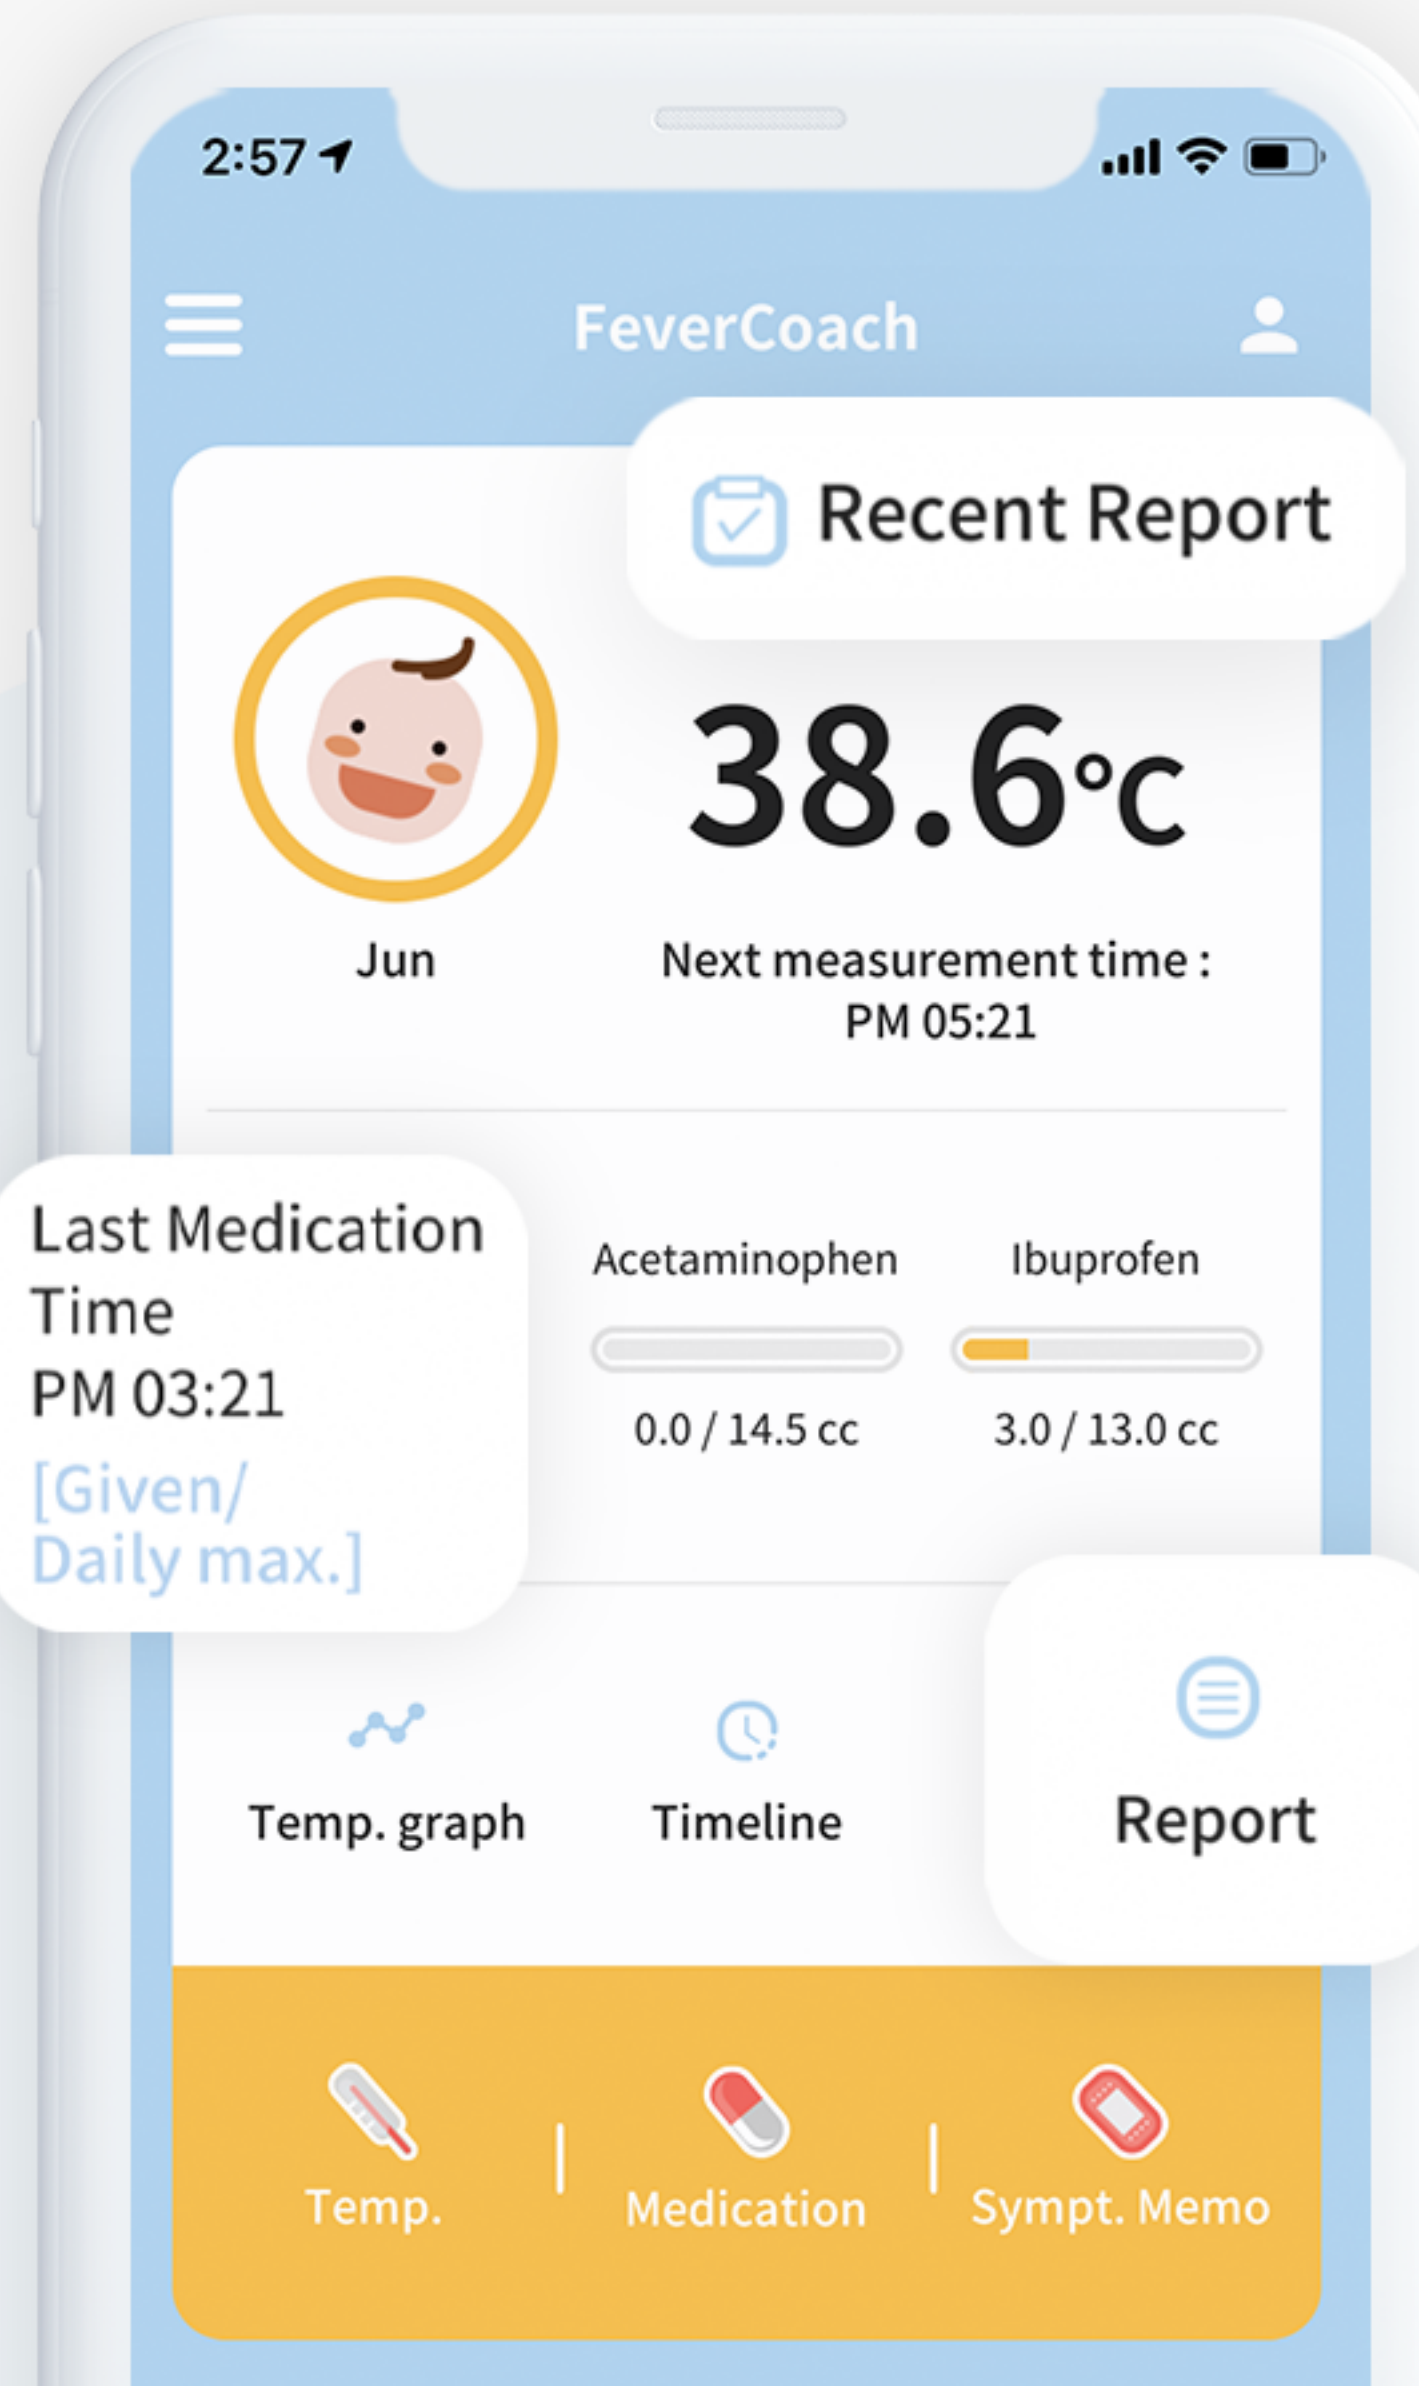 2:57
FeverCoach
Recent Report
38.6°C
Jun
Next measurement time :
PM 05:21
Last Medication
Time
PM 03:21
[Given/
Daily max.]
Acetaminophen
Ibuprofen
0.0 / 14.5 cc
3.0 / 13.0 cc
Temp. graph
Timeline
Report
Temp.
Medication
Sympt. Memo